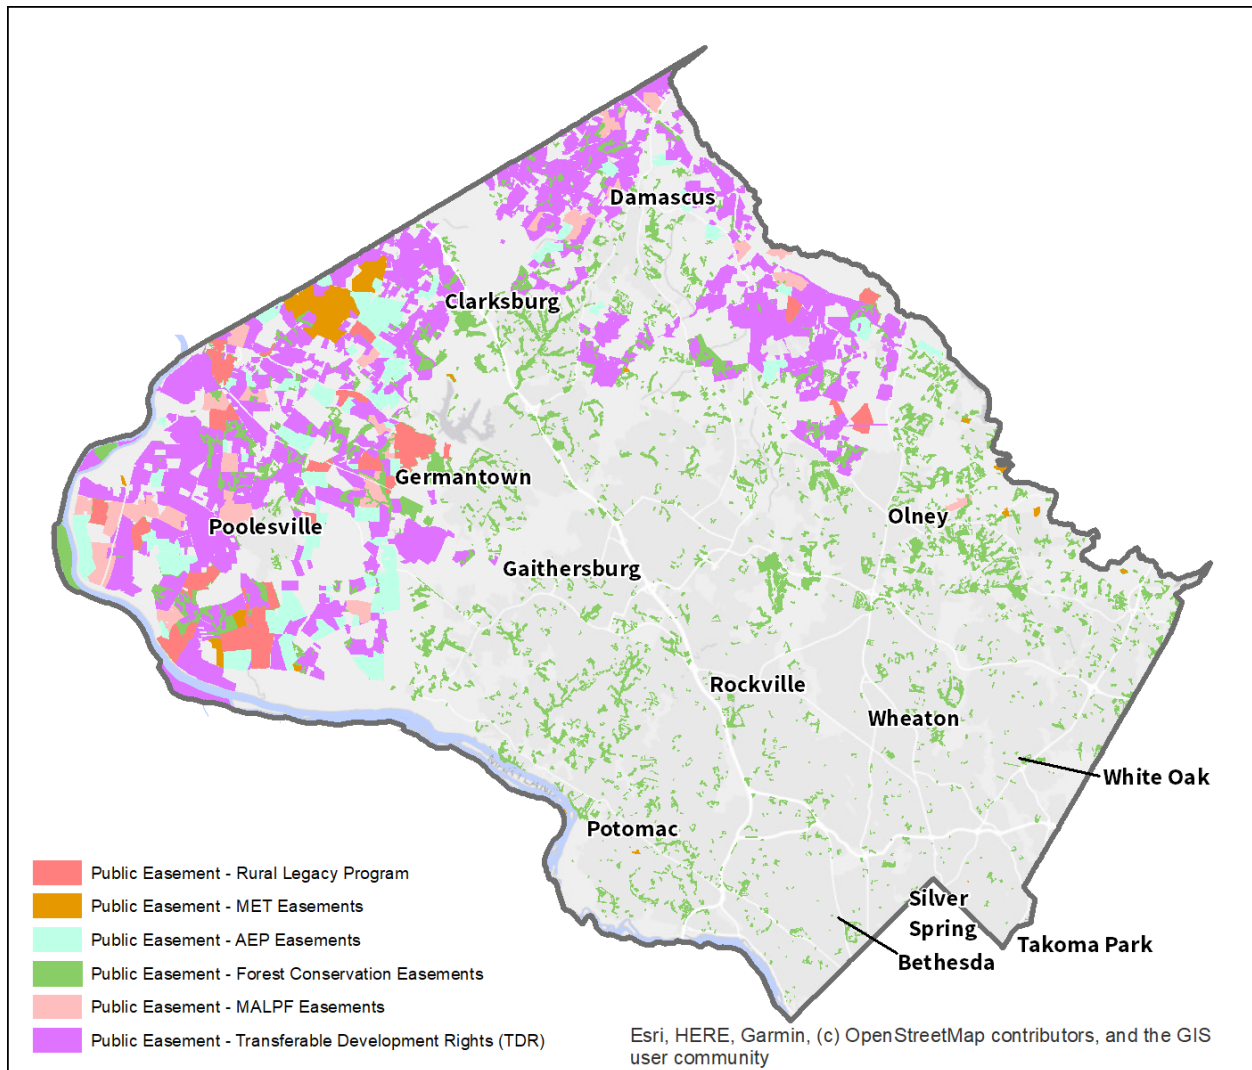 Damascus
Clarksburg
Germantown
Poolesville
Olney
Gaithersburg
Rockville
Wheaton
White Oak
Potomac
Silver
Spring
Takoma Park
Bethesda
Public Easement - Rural Legacy Program
Public Easement - MET Easements
Public Easement - AEP Easements
Public Easement - Forest Conservation Easements
Public Easement - MALPF Easements
Public Easement - Transferable Development Rights (TDR)
Esri, HERE, Garmin, (c) OpenStreetMap contributors, and the GIS
user community